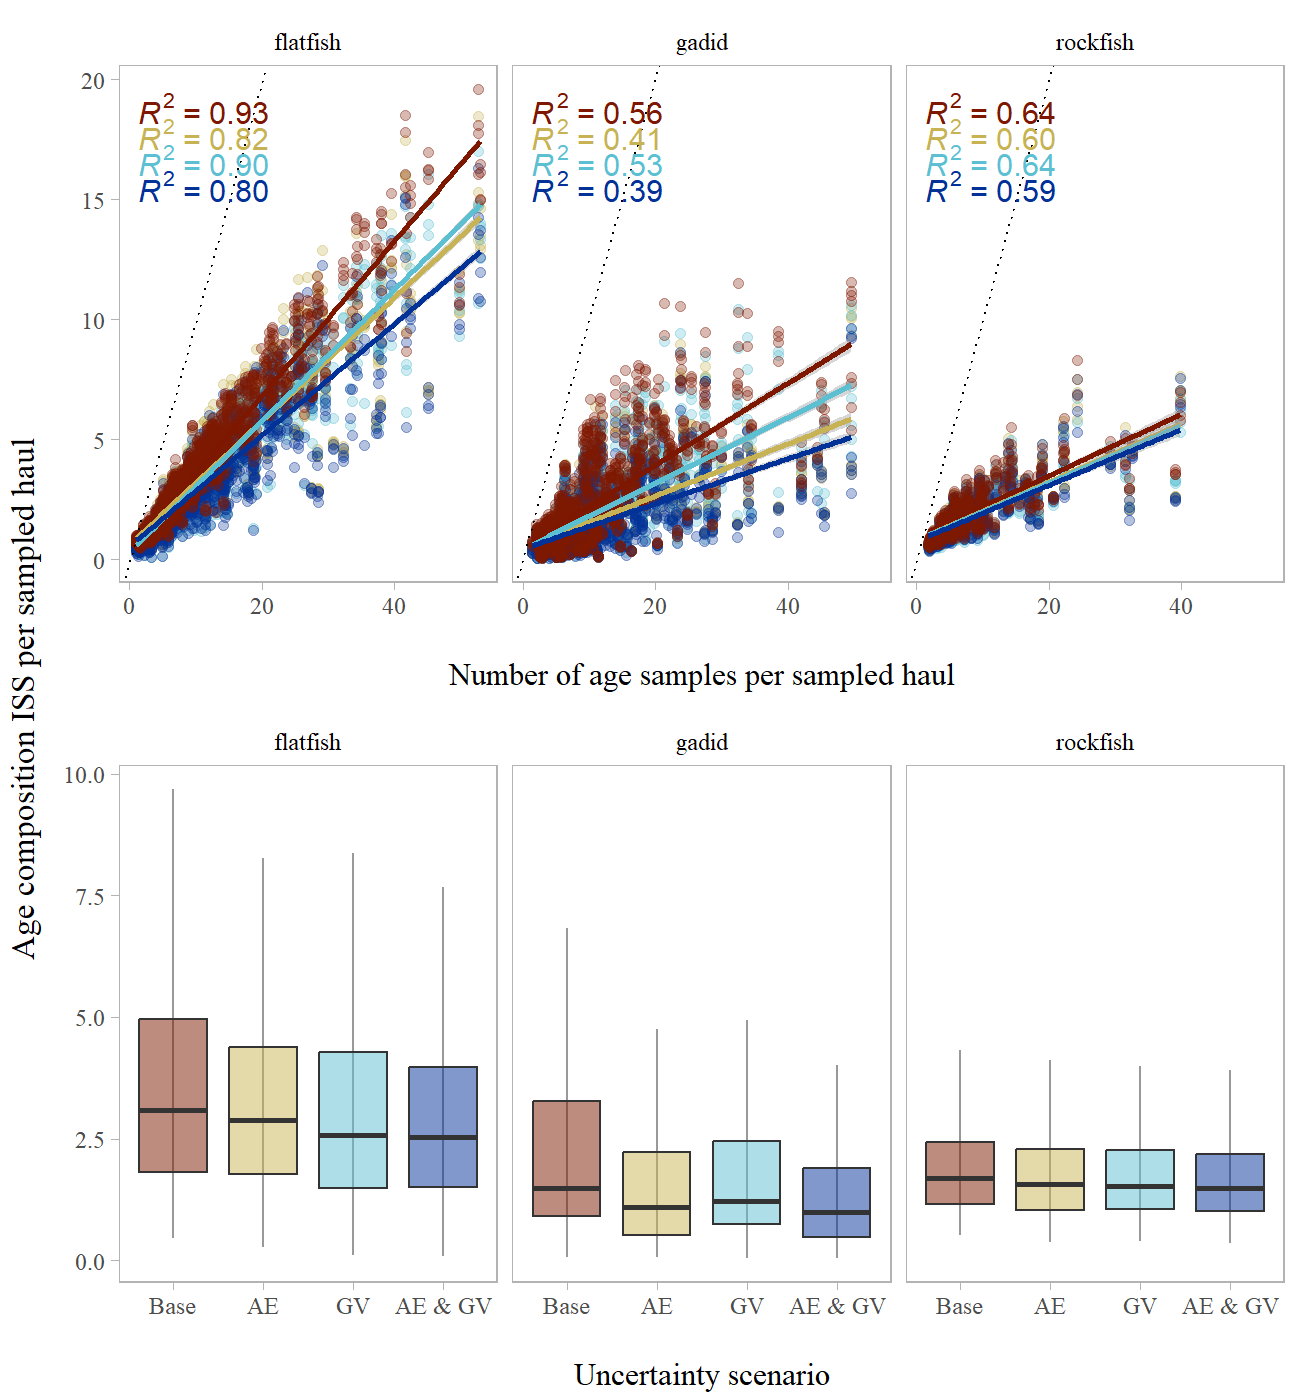 flatfish
gadid
rockfish
Age composition ISS per sampled haul
20
15
10
5
0
R² = 0.93
R² = 0.82
R² = 0.90
R² = 0.80
R² = 0.56
R² = 0.41
R² = 0.53
R² = 0.39
R² = 0.64
R² = 0.60
R² = 0.64
R² = 0.59
0 20 40
0 20 40
0 20 40
Number of age samples per sampled haul
flatfish
gadid
rockfish
10.0
7.5
5.0
2.5
0.0
Base AE GV AE & GV
Base AE GV AE & GV
Base AE GV AE & GV
Uncertainty scenario